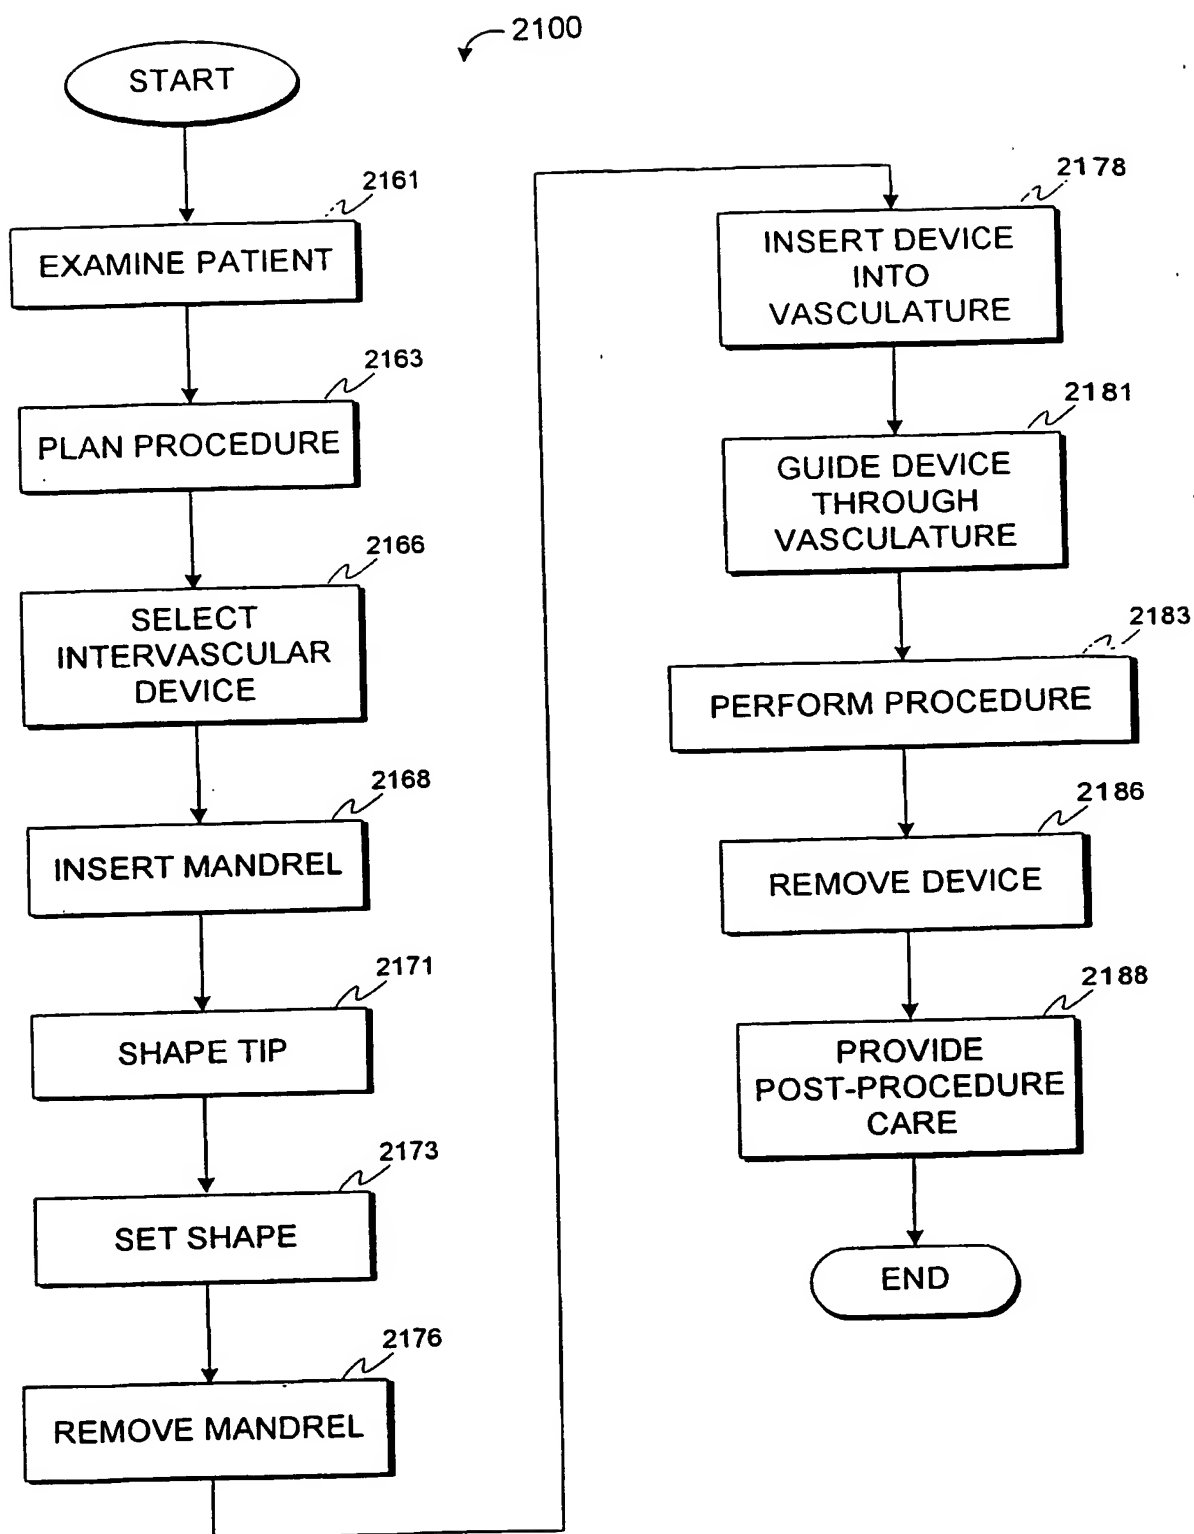 2100
START
2161
EXAMINE PATIENT
2163
PLAN PROCEDURE
2166
SELECT
INTERVASCULAR
DEVICE
2168
INSERT MANDREL
2171
SHAPE TIP
2173
SET SHAPE
2176
REMOVE MANDREL
2178
INSERT DEVICE
INTO
VASCULATURE
2181
GUIDE DEVICE
THROUGH
VASCULATURE
2183
PERFORM PROCEDURE
2186
REMOVE DEVICE
2188
PROVIDE
POST-PROCEDURE
CARE
END